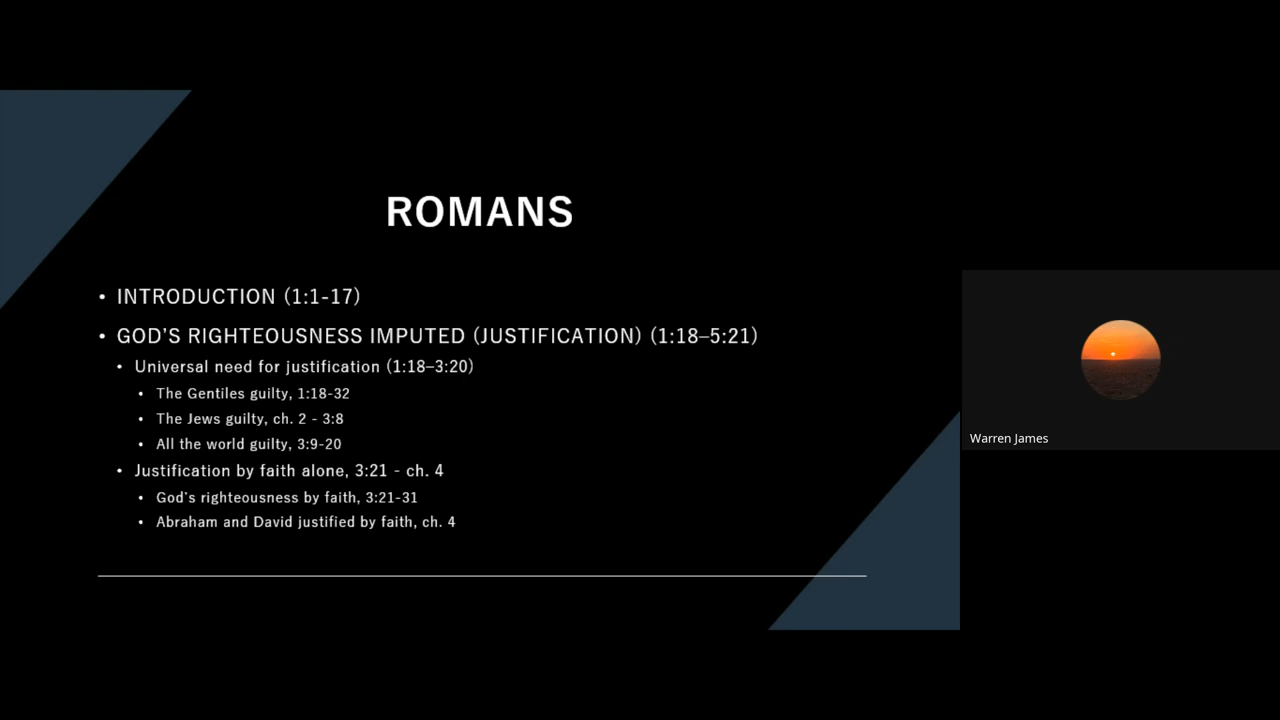 ROMANS
• INTRODUCTION (1:1-17)
• GOD’S RIGHTEOUSNESS IMPUTED (JUSTIFICATION) (1:18–5:21)
• Universal need for justification (1:18–3:20)
• The Gentiles guilty, 1:18-32
• The Jews guilty, ch. 2 - 3:8
• All the world guilty, 3:9-20
• Justification by faith alone, 3:21 - ch. 4
• God’s righteousness by faith, 3:21-31
• Abraham and David justified by faith, ch. 4
Warren James